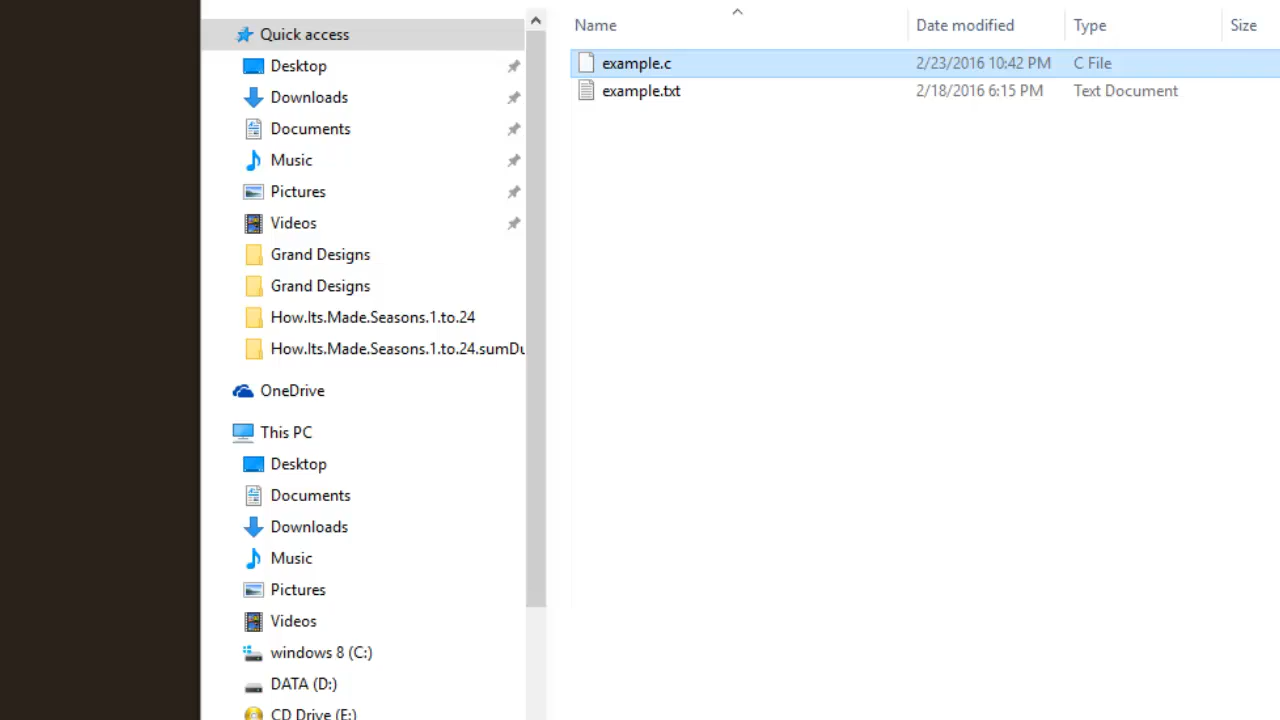 Quick access
Desktop
Downloads
Documents
Music
Pictures
Videos
Grand Designs
Grand Designs
How.Its.Made.Seasons.1.to.24
How.Its.Made.Seasons.1.to.24.sumDu
OneDrive
This PC
Desktop
Documents
Downloads
Music
Pictures
Videos
windows 8 (C:)
DATA (D:)
CD Drive (E:)
Name Date modified Type Size
example.c 2/23/2016 10:42 PM C File
example.txt 2/18/2016 6:15 PM Text Document